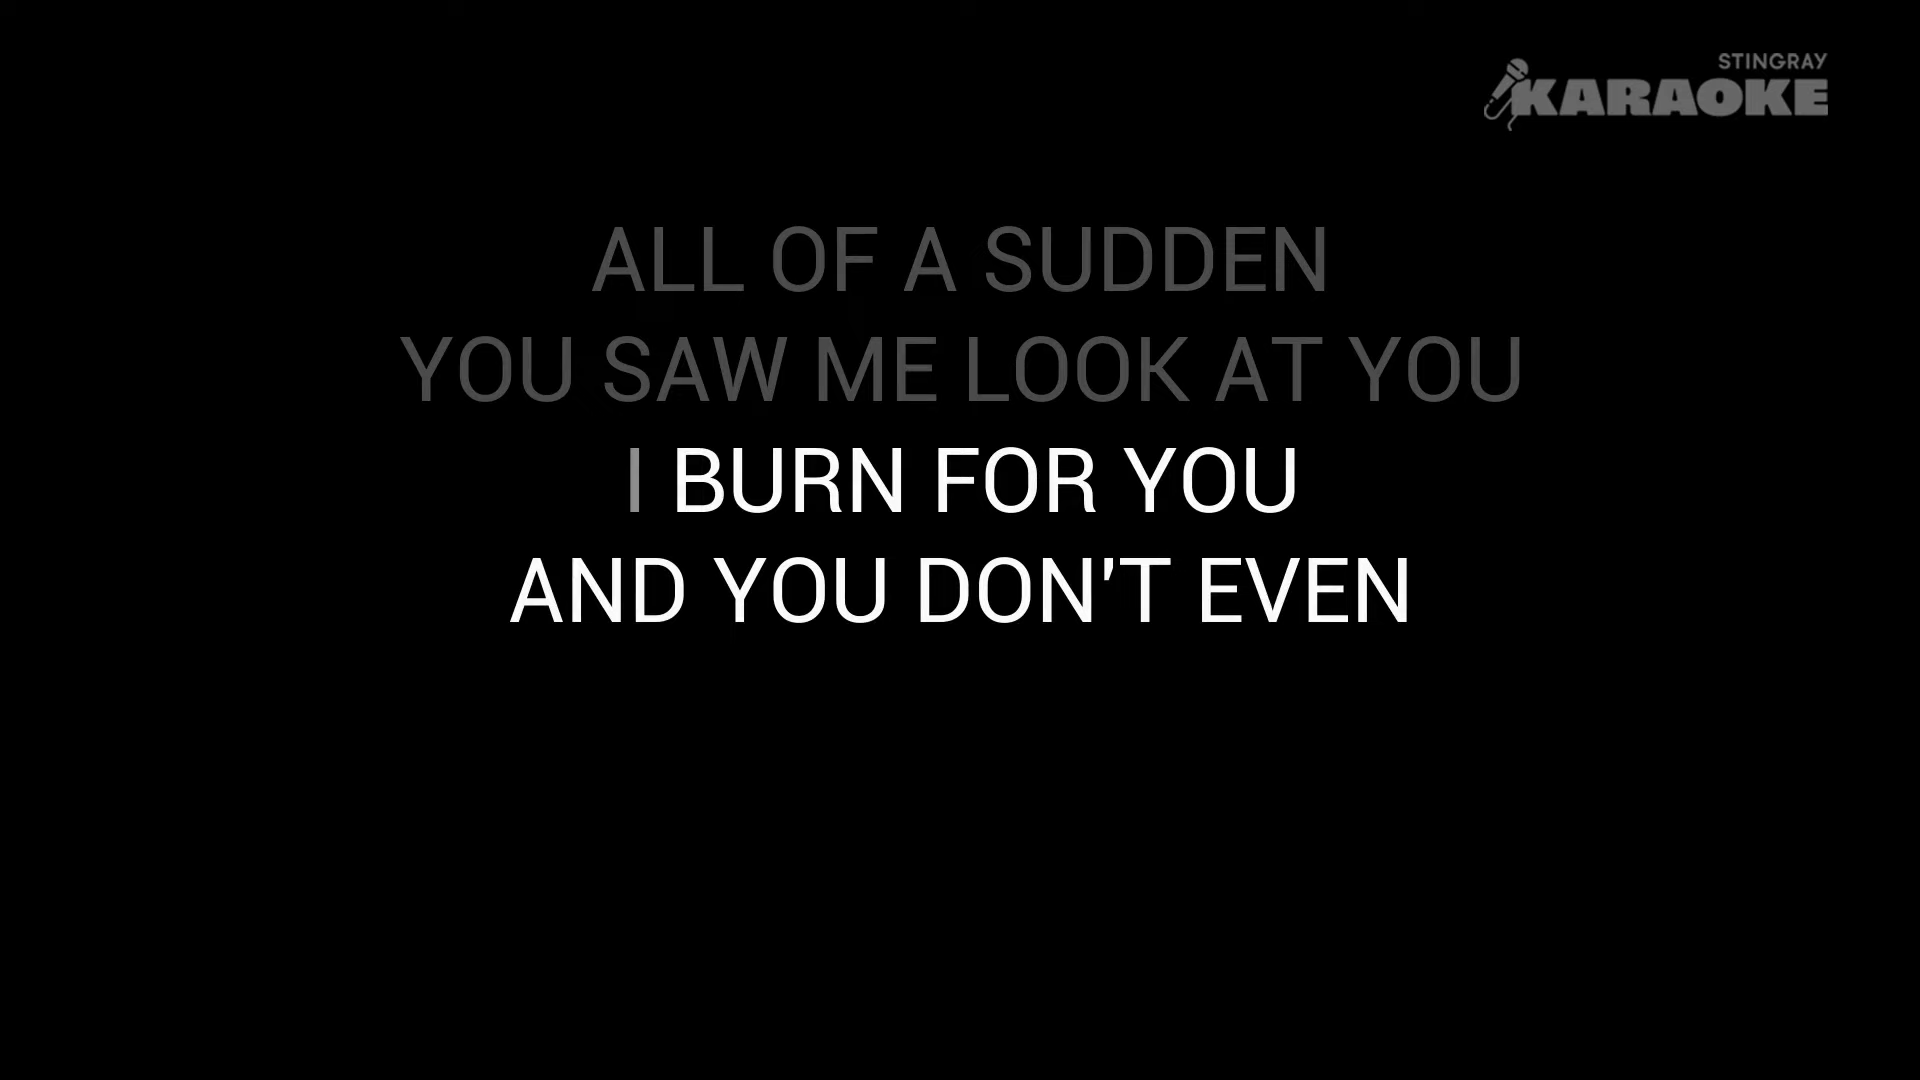 STINGRAY
KARAOKE
ALL OF A SUDDEN
YOU SAW ME LOOK AT YOU
I BURN FOR YOU
AND YOU DON'T EVEN